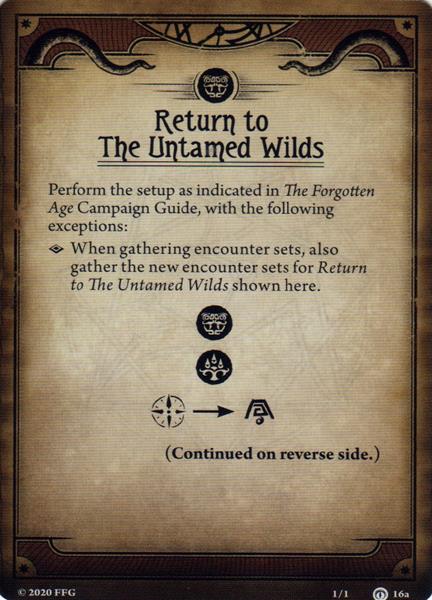 Return to
The Untamed Wilds
Perform the setup as indicated in The Forgotten
Age Campaign Guide, with the following
exceptions:
When gathering encounter sets, also
gather the new encounter sets for Return
to The Untamed Wilds shown here.
(Continued on reverse side.)
© 2020 FFG
1/1
16a